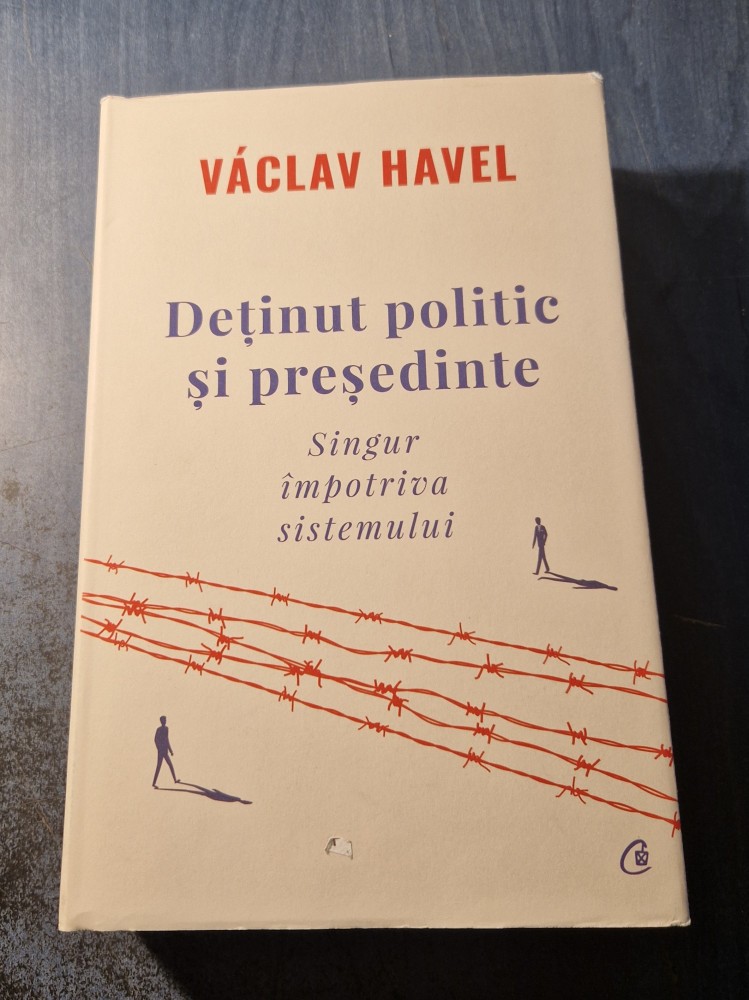 VÁCLAV HAVEL
Deținut politic
și președinte
Singur
împotriva
sistemului